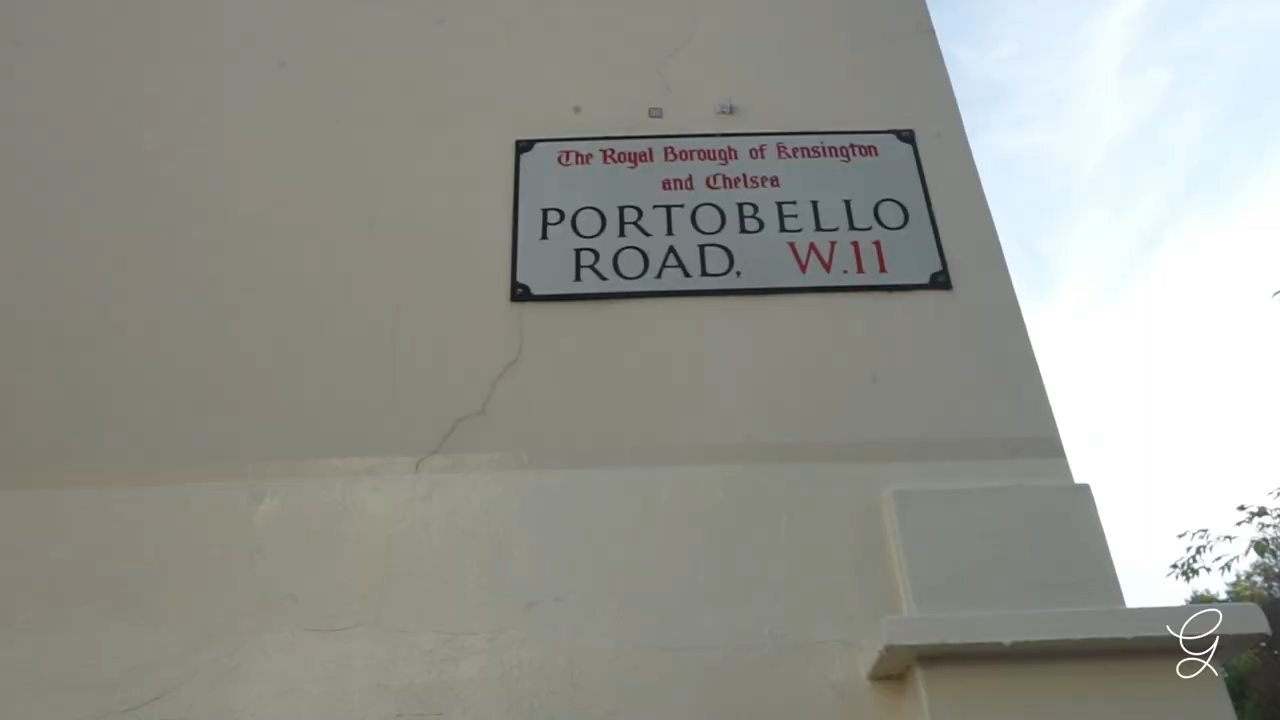 The Royal Borough of Kensington
and Chelsea
PORTOBELLO
ROAD, W.11
G